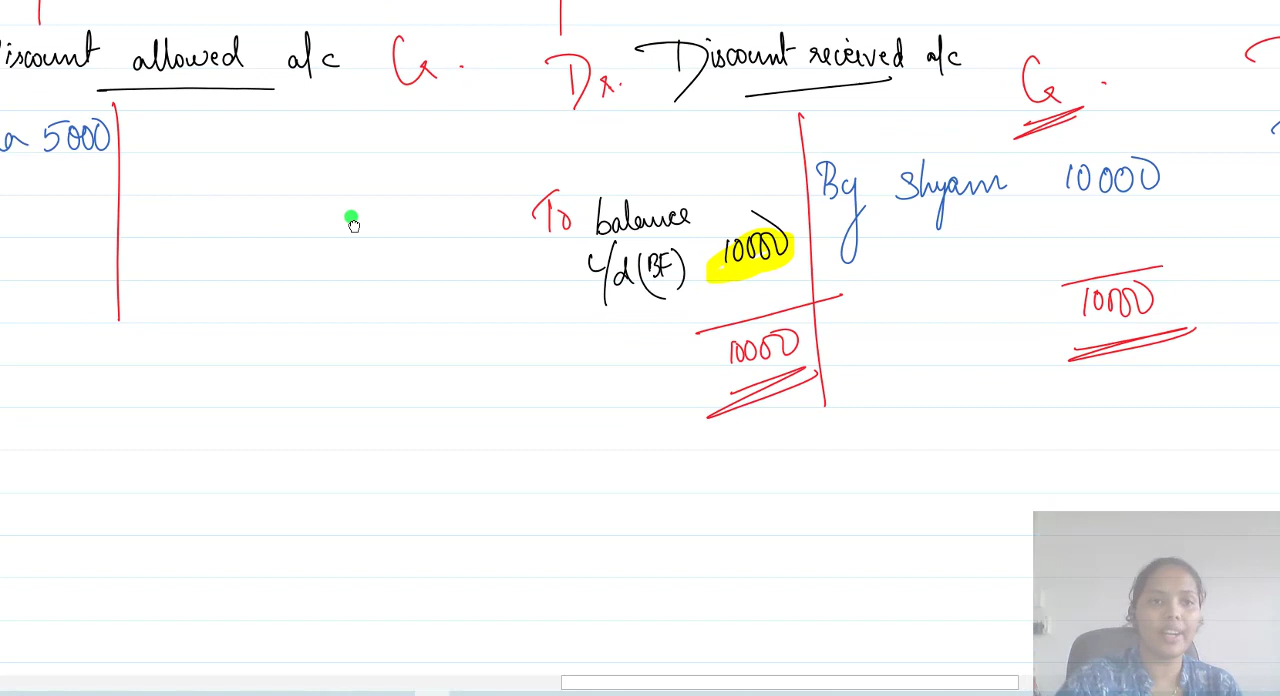 iscount allowed a/c Cr.
a 5000
Dr. Discount received a/c Cr.
By Shyam 10000
To balance
c/d (BF) 10000
10000
10000